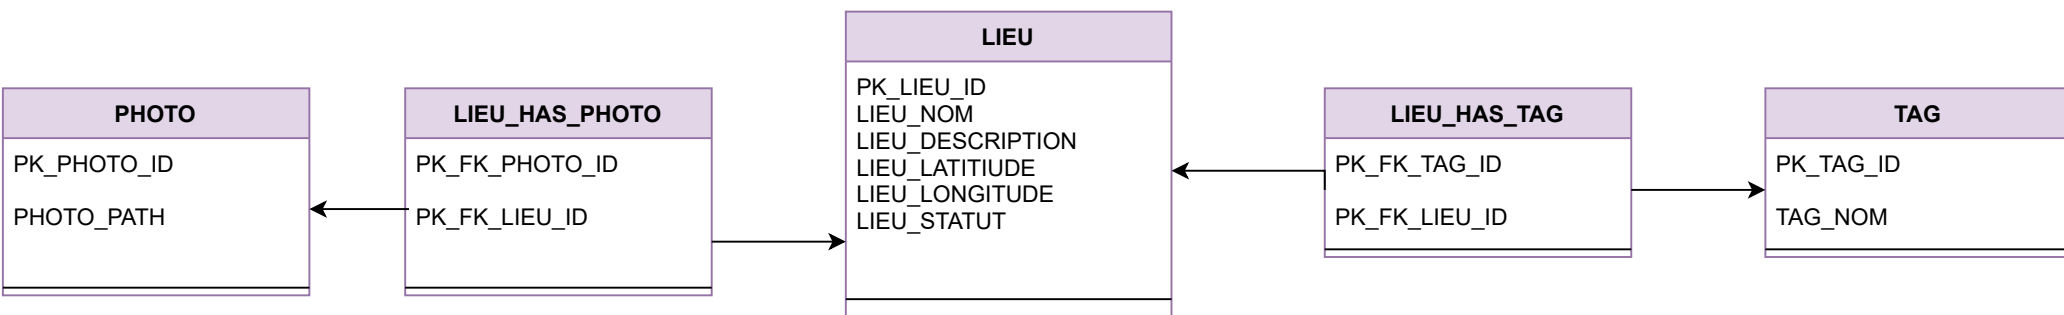 PHOTO
PK_PHOTO_ID
PHOTO_PATH
LIEU_HAS_PHOTO
PK_FK_PHOTO_ID
PK_FK_LIEU_ID
LIEU
PK_LIEU_ID
LIEU_NOM
LIEU_DESCRIPTION
LIEU_LATITIUDE
LIEU_LONGITUDE
LIEU_STATUT
LIEU_HAS_TAG
PK_FK_TAG_ID
PK_FK_LIEU_ID
TAG
PK_TAG_ID
TAG_NOM